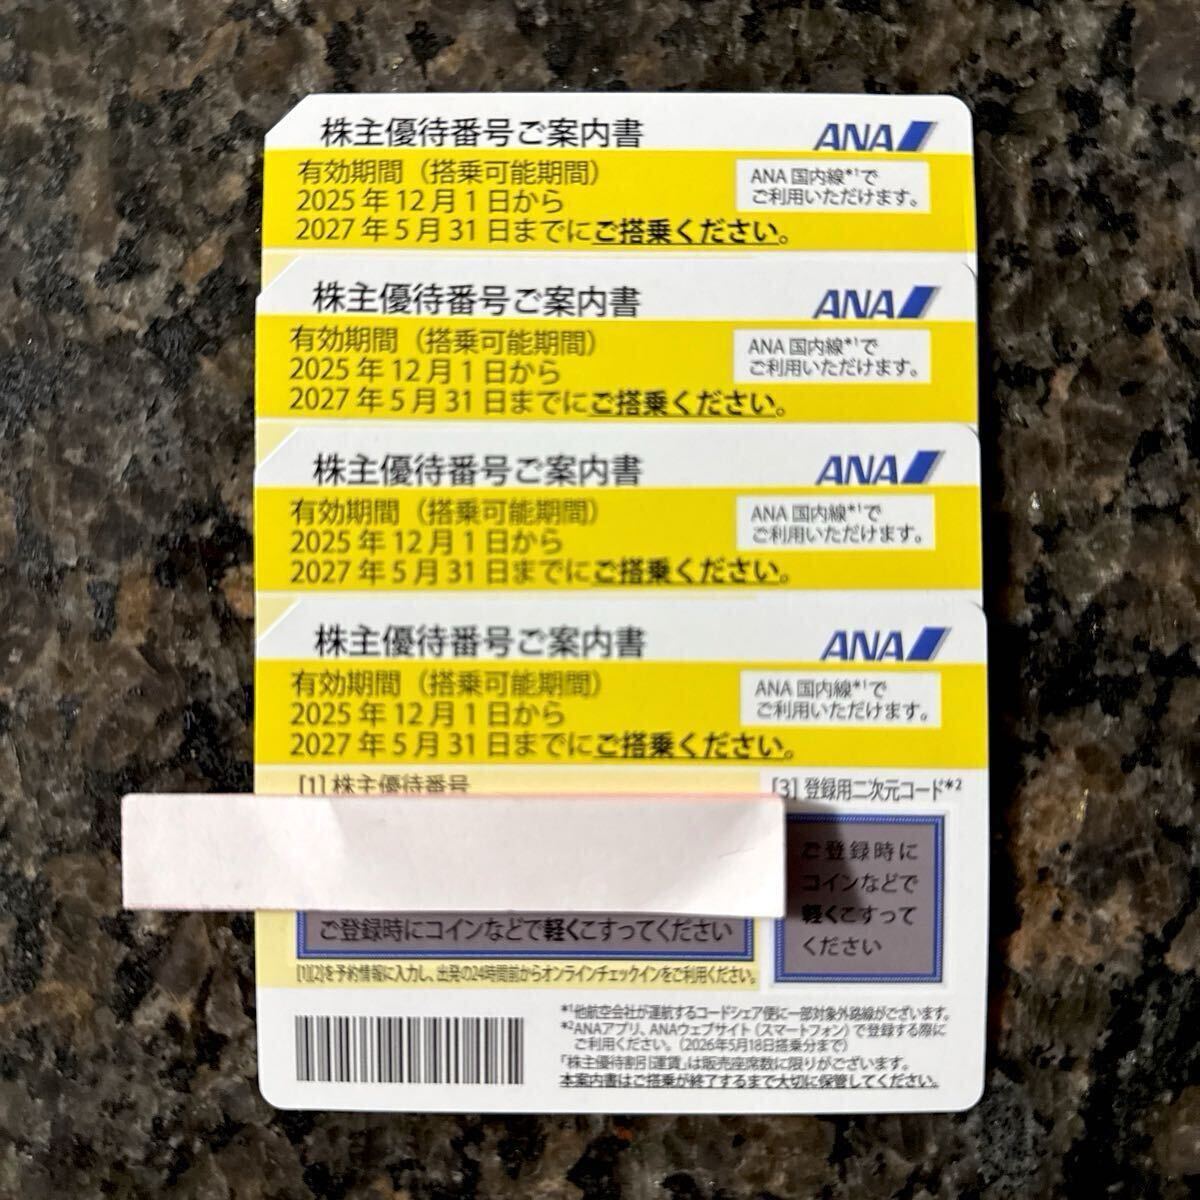 株主優待番号ご案内書
ANA
有効期間（搭乗可能期間）
2025年12月1日から
2027年5月31日までにご搭乗ください。
ANA国内線*1で
ご利用いただけます。
株主優待番号ご案内書
ANA
有効期間（搭乗可能期間）
2025年12月1日から
2027年5月31日までにご搭乗ください。
ANA国内線*1で
ご利用いただけます。
株主優待番号ご案内書
ANA
有効期間（搭乗可能期間）
2025年12月1日から
2027年5月31日までにご搭乗ください。
ANA国内線*1で
ご利用いただけます。
株主優待番号ご案内書
ANA
有効期間（搭乗可能期間）
2025年12月1日から
2027年5月31日までにご搭乗ください。
ANA国内線*1で
ご利用いただけます。
[1]株主優待番号
ご登録時にコインなどで軽くこすってください
[1][2]を予約情報に入力し、出発の24時間前からオンラインチェックインをご利用ください。
[3]登録用二次元コード*2
ご登録時に
コインなどで
軽くこすって
ください
*1他航空会社が運航するコードシェア便に一部対象外路線がございます。
*2ANAアプリ、ANAウェブサイト（スマートフォン）で登録する際に
ご利用ください。（2026年5月18日搭乗分まで）
「株主優待割引運賃」は販売座席数に限りがございます。
本案内書はご搭乗が終了するまで大切に保管してください。